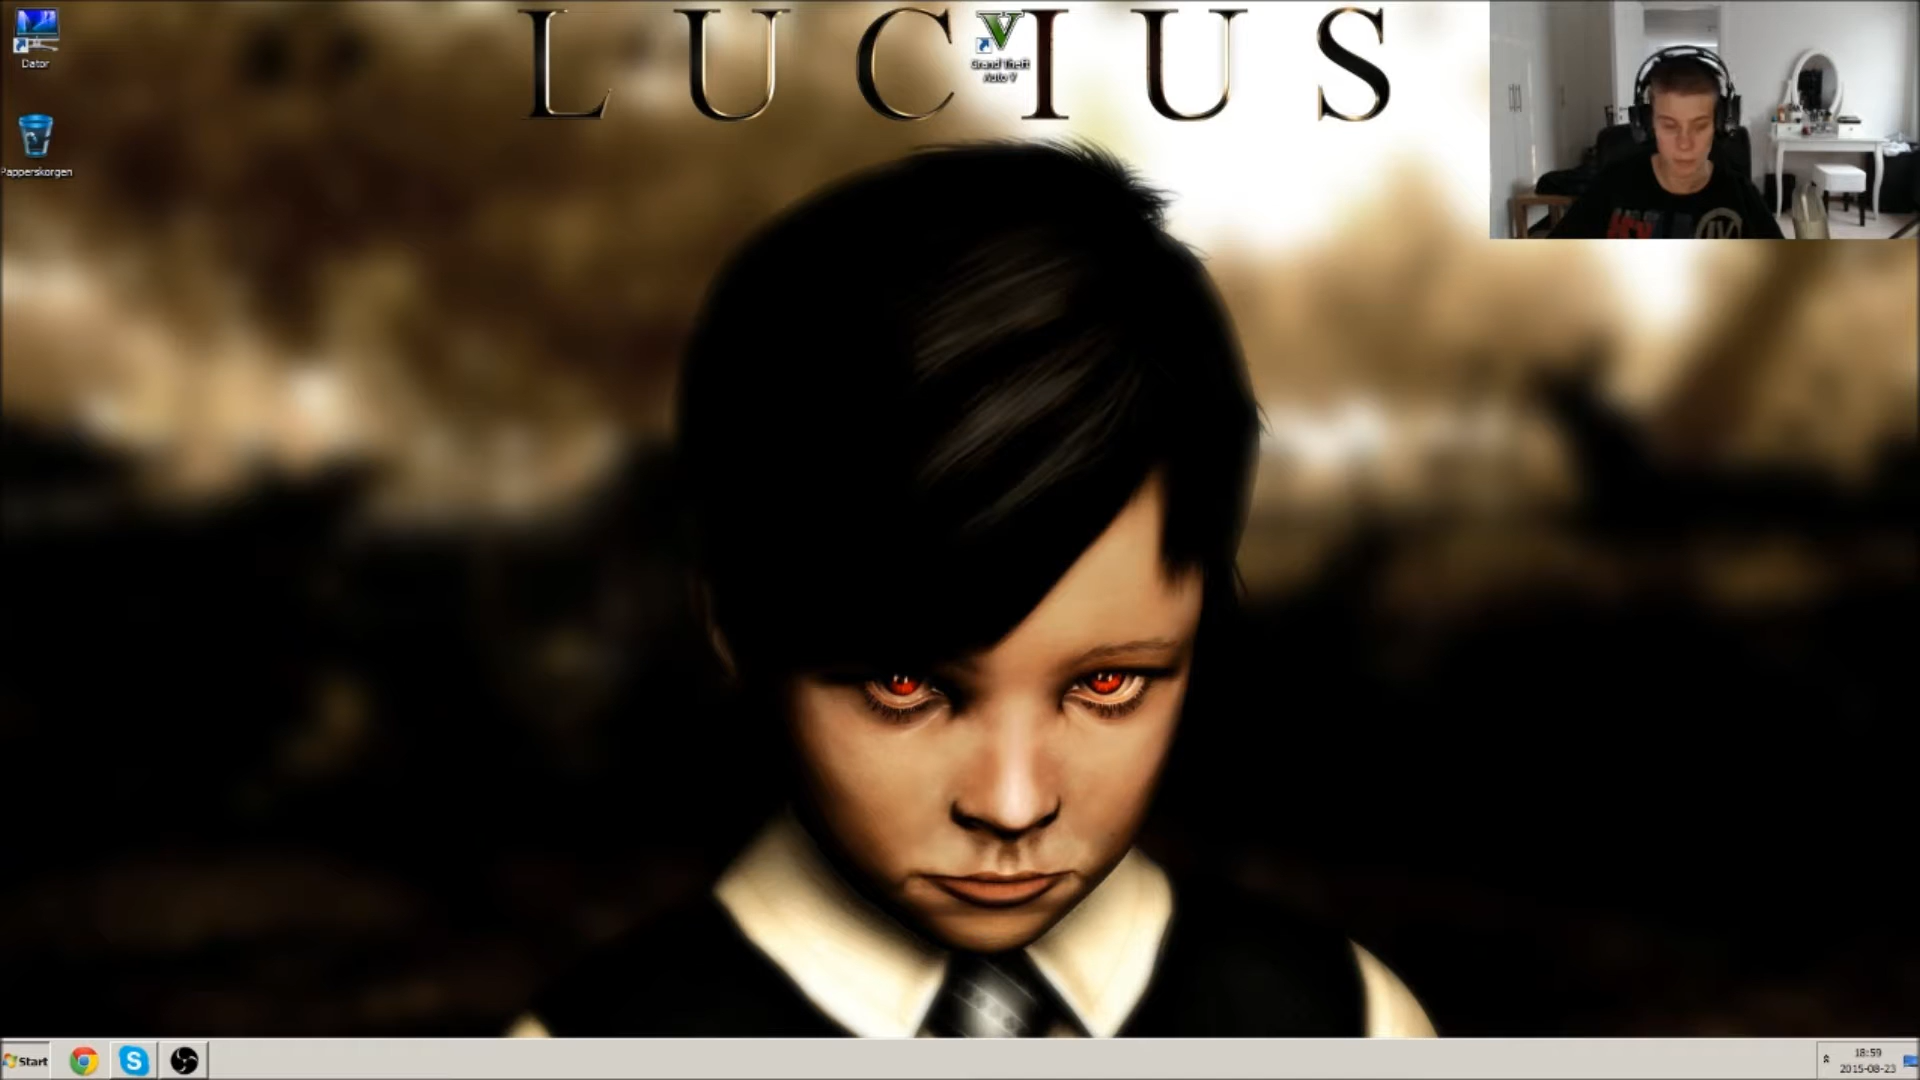 LUCIUS
Dator
Grand Theft
Auto V
Papperskorgen
Start
18:59
2015-08-23